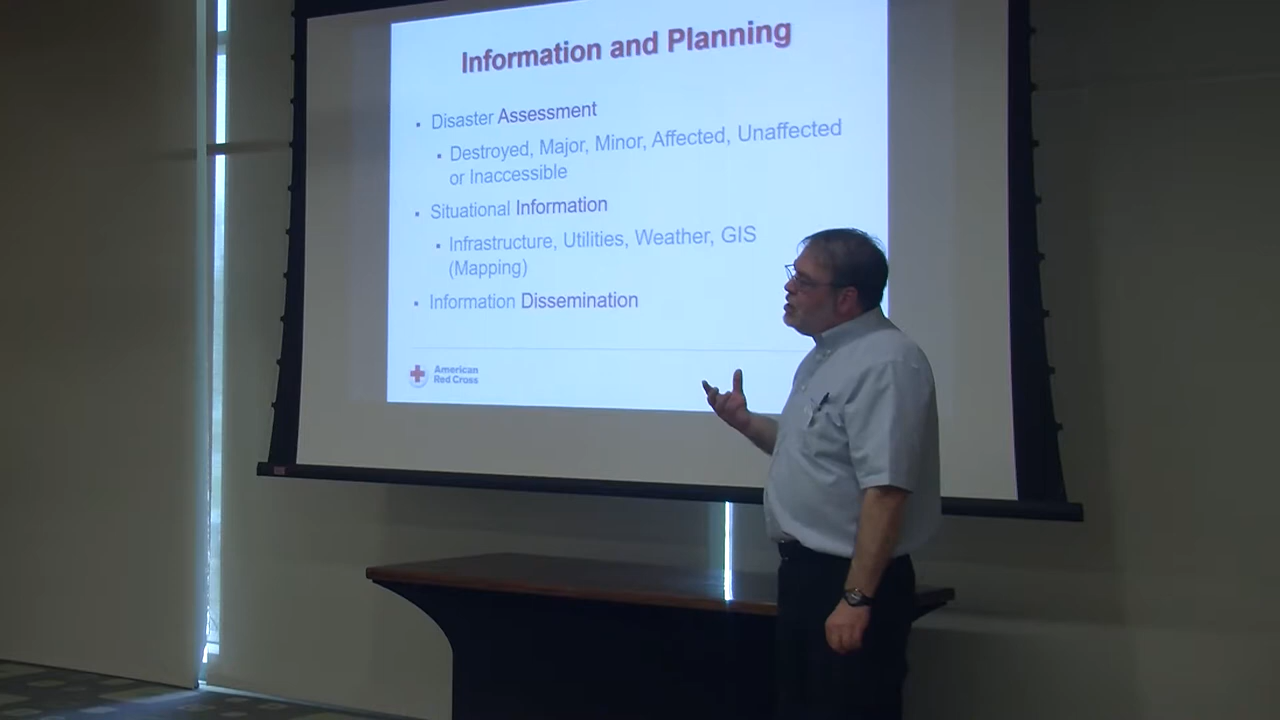 Information and Planning
Disaster Assessment
Destroyed, Major, Minor, Affected, Unaffected
or Inaccessible
Situational Information
Infrastructure, Utilities, Weather, GIS
(Mapping)
Information Dissemination
American
Red Cross